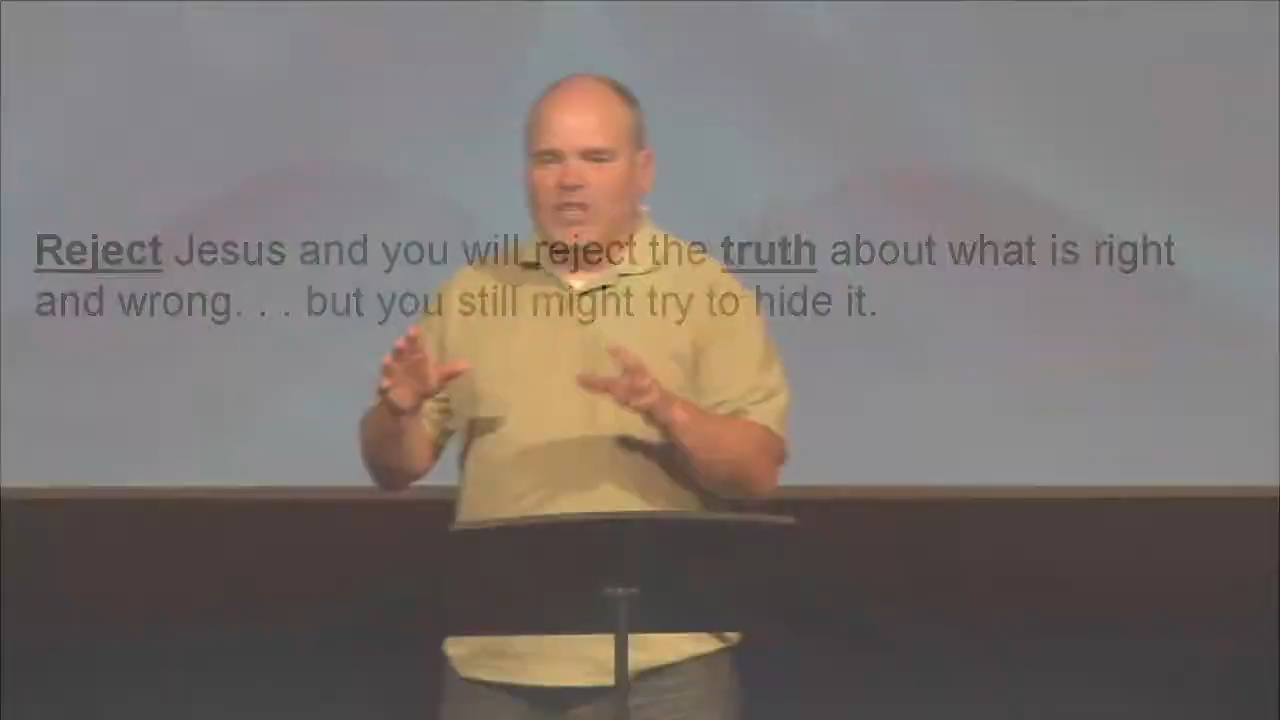 Reject Jesus and you will reject the truth about what is right
and wrong. . . but you still might try to hide it.